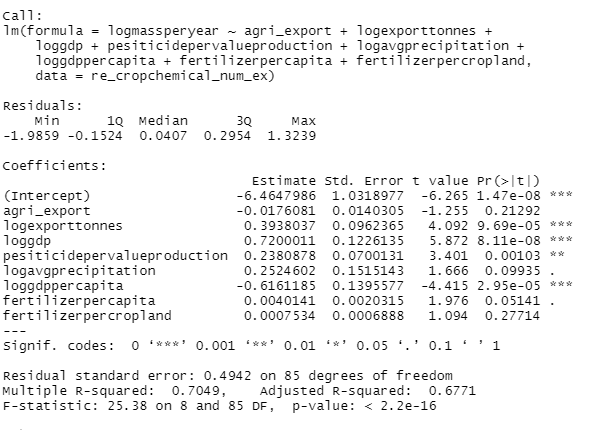 Call:
lm(formula = logmassperyear ~ agri_export + logexporttonnes +
    loggdp + pesiticidepervalueproduction + logavgprecipitation +
    loggdppercapita + fertilizerpercapita + fertilizerpercropland,
    data = re_cropchemical_num_ex)

Residuals:
    Min      1Q  Median      3Q     Max
-1.9859 -0.1524  0.0407  0.2954  1.3239

Coefficients:
                               Estimate Std. Error t value Pr(>|t|)
(Intercept)                  -6.4647986  1.0318977  -6.265 1.47e-08 ***
agri_export                  -0.0176081  0.0140305  -1.255  0.21292
logexporttonnes               0.3938037  0.0962365   4.092 9.69e-05 ***
loggdp                        0.7200011  0.1226135   5.872 8.11e-08 ***
pesiticidepervalueproduction  0.2380878  0.0700131   3.401  0.00103 **
logavgprecipitation           0.2524602  0.1515143   1.666  0.09935 .
loggdppercapita              -0.6161185  0.1395577  -4.415 2.95e-05 ***
fertilizerpercapita           0.0040141  0.0020315   1.976  0.05141 .
fertilizerpercropland         0.0007534  0.0006888   1.094  0.27714
---
Signif. codes:  0 ‘***’ 0.001 ‘**’ 0.01 ‘*’ 0.05 ‘.’ 0.1 ‘ ’ 1

Residual standard error: 0.4942 on 85 degrees of freedom
Multiple R-squared:  0.7049,	Adjusted R-squared:  0.6771
F-statistic: 25.38 on 8 and 85 DF,  p-value: < 2.2e-16